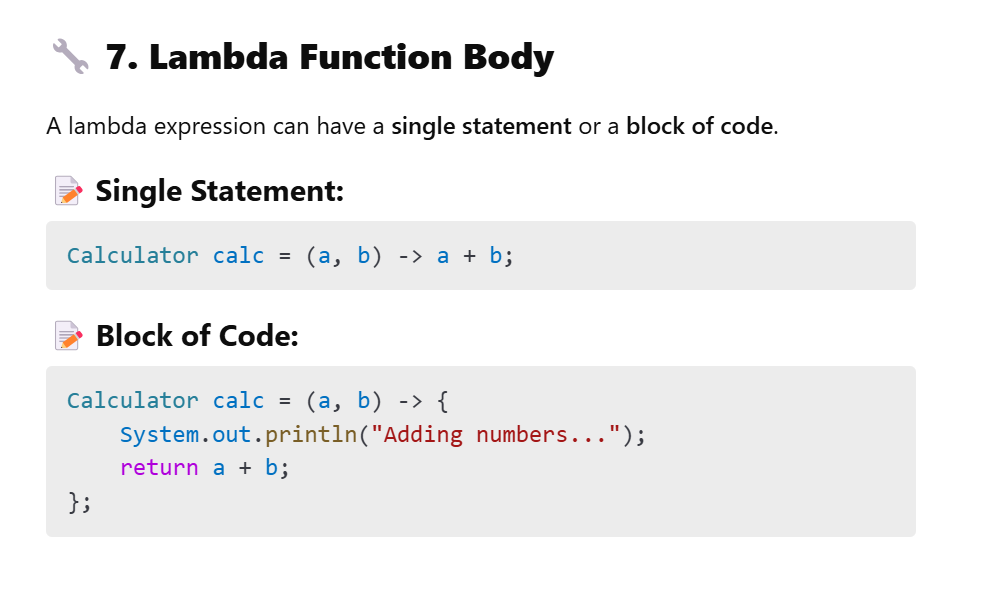 🔧 7. Lambda Function Body
A lambda expression can have a single statement or a block of code.
📝 Single Statement:
Calculator calc = (a, b) -> a + b;
📝 Block of Code:
Calculator calc = (a, b) -> {
    System.out.println("Adding numbers...");
    return a + b;
};